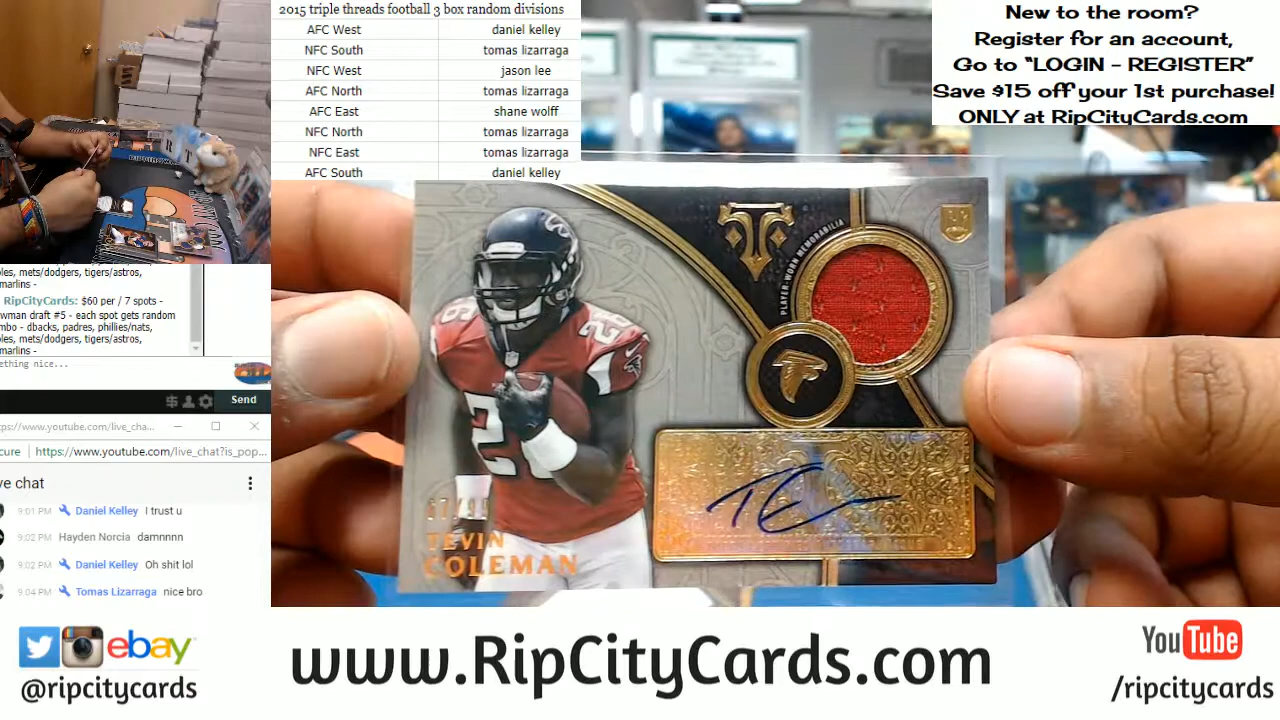 2015 triple threads football 3 box random divisions
AFC West daniel kelley
NFC South tomas lizarraga
NFC West jason lee
AFC North tomas lizarraga
AFC East shane wolff
NFC North tomas lizarraga
NFC East tomas lizarraga
AFC South daniel kelley
New to the room?
Register for an account,
Go to “LOGIN - REGISTER”
Save $15 off your 1st purchase!
ONLY at RipCityCards.com
PLAYER-WORN MEMORABILIA
TEVIN
COLEMAN
les, mets/dodgers, tigers/astros,
marlins -
RipCityCards: $60 per / 7 spots -
wman draft #5 - each spot gets random
mbo - dbacks, padres, phillies/nats,
les, mets/dodgers, tigers/astros,
marlins -
ething nice...
Send
ps://www.youtube.com/live_cha...
cure https://www.youtube.com/live_chat?is_pop...
ve chat
9:01 PM Daniel Kelley I trust u
9:02 PM Hayden Norcia damnnnn
9:02 PM Daniel Kelley Oh shit lol
9:04 PM Tomas Lizarraga nice bro
ebay
@ripcitycards
www.RipCityCards.com
YouTube
/ripcitycards